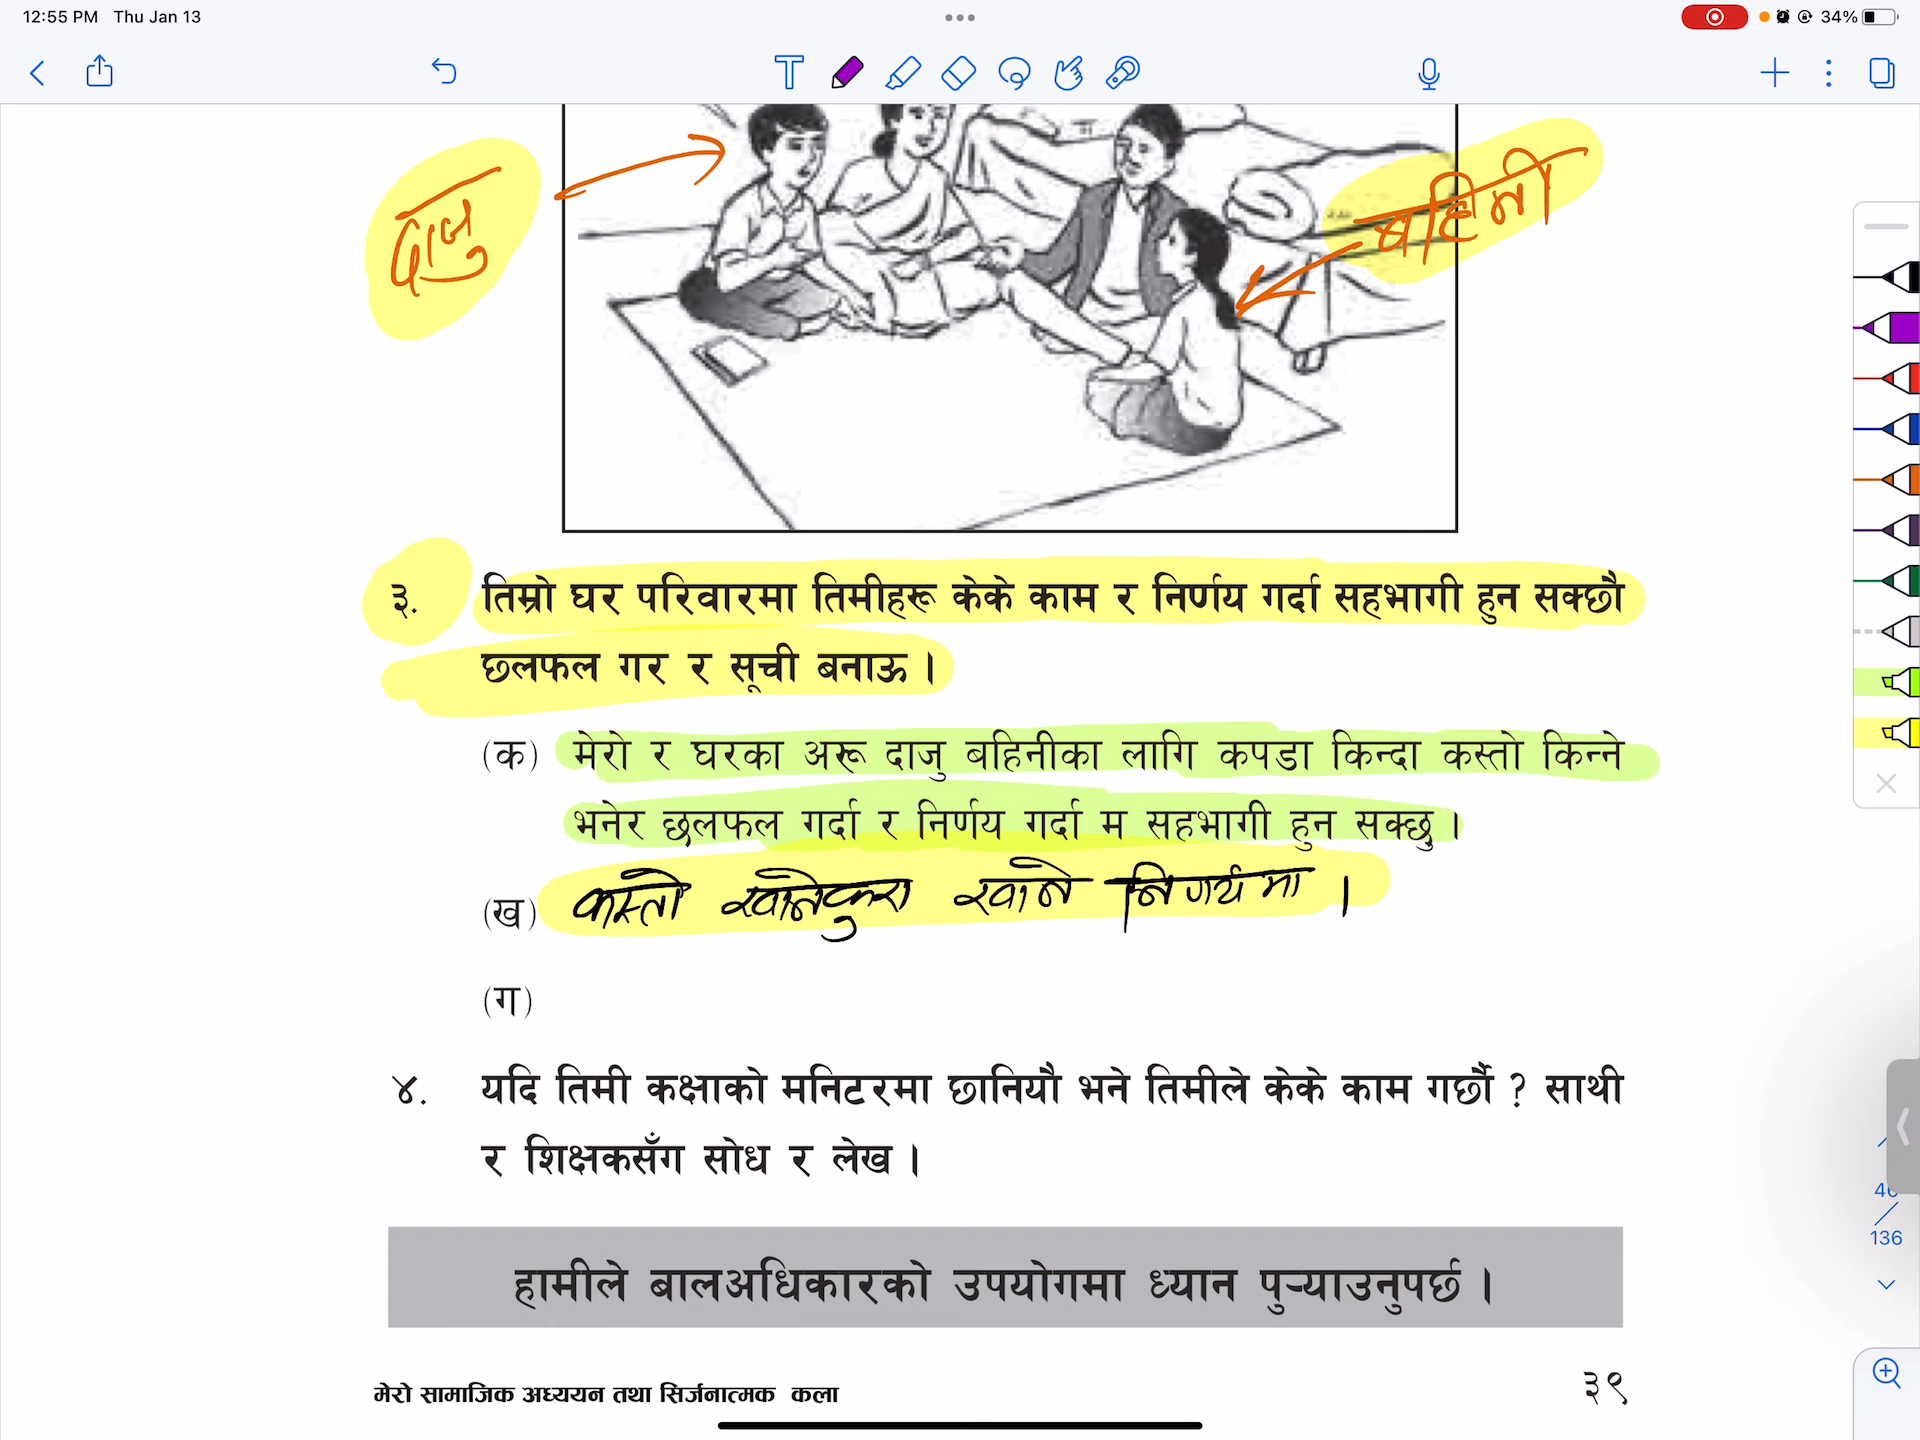 12:55 PM Thu Jan 13
34%
दाजु
बहिनी
३. तिम्रो घर परिवारमा तिमीहरू केके काम र निर्णय गर्दा सहभागी हुन सक्छौ
छलफल गर र सूची बनाऊ ।
(क) मेरो र घरका अरू दाजु बहिनीका लागि कपडा किन्दा कस्तो किन्ने
भनेर छलफल गर्दा र निर्णय गर्दा म सहभागी हुन सक्छु ।
(ख) कस्तो खानेकुरा खाने निर्णयमा ।
(ग)
४. यदि तिमी कक्षाको मनिटरमा छानियौ भने तिमीले केके काम गर्छौ ? साथी
र शिक्षकसँग सोध र लेख ।
हामीले बालअधिकारको उपयोगमा ध्यान पुऱ्याउनुपर्छ ।
मेरो सामाजिक अध्ययन तथा सिर्जनात्मक कला
३९
136